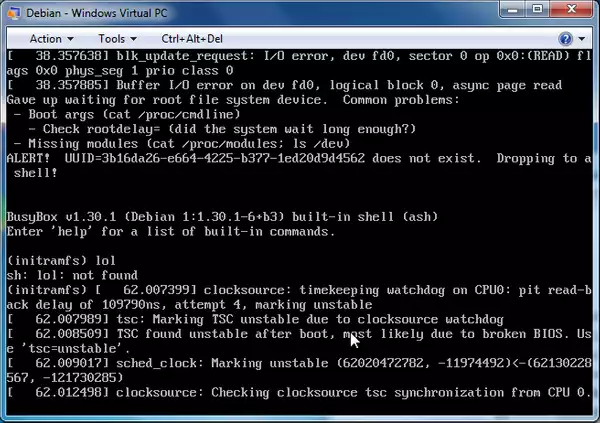 Debian - Windows Virtual PC
Action Tools Ctrl+Alt+Del
[   38.357638] blk_update_request: I/O error, dev fd0, sector 0 op 0x0:(READ) fl
ags 0x0 phys_seg 1 prio class 0
[   38.357885] Buffer I/O error on dev fd0, logical block 0, async page read
Gave up waiting for root file system device.  Common problems:
 - Boot args (cat /proc/cmdline)
   - Check rootdelay= (did the system wait long enough?)
 - Missing modules (cat /proc/modules; ls /dev)
ALERT!  UUID=3b16da26-e664-4225-b377-1ed20d9d4562 does not exist.  Dropping to a
 shell!
BusyBox v1.30.1 (Debian 1:1.30.1-6+b3) built-in shell (ash)
Enter 'help' for a list of built-in commands.
(initramfs) lol
sh: lol: not found
(initramfs) [   62.007399] clocksource: timekeeping watchdog on CPU0: pit read-b
ack delay of 109790ns, attempt 4, marking unstable
[   62.007989] tsc: Marking TSC unstable due to clocksource watchdog
[   62.008509] TSC found unstable after boot, most likely due to broken BIOS. Us
e 'tsc=unstable'.
[   62.009017] sched_clock: Marking unstable (62020472782, -11974492)<-(62130228
567, -121730285)
[   62.012498] clocksource: Checking clocksource tsc synchronization from CPU 0.